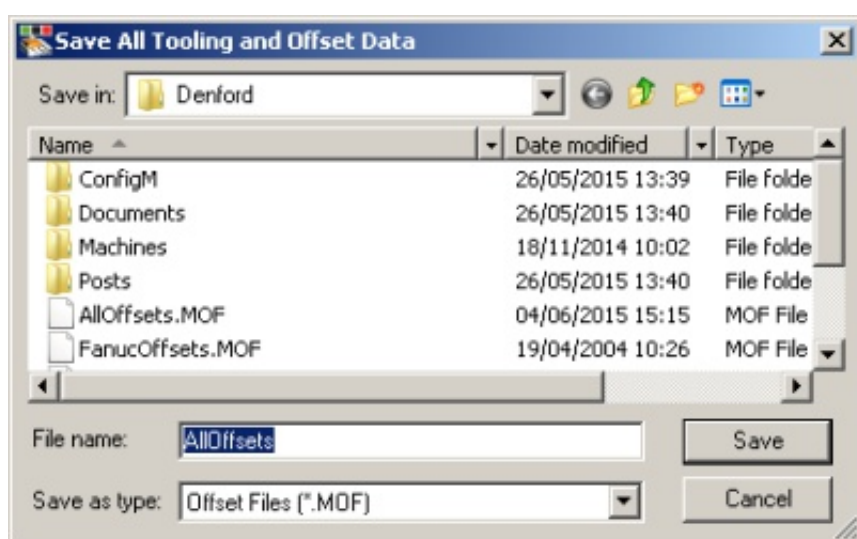 Save All Tooling and Offset Data
Save in: Denford
Name Date modified Type
ConfigM 26/05/2015 13:39 File folde
Documents 26/05/2015 13:40 File folde
Machines 18/11/2014 10:02 File folde
Posts 26/05/2015 13:40 File folde
AllOffsets.MOF 04/06/2015 15:15 MOF File
FanucOffsets.MOF 19/04/2004 10:26 MOF File
File name: AllOffsets Save
Save as type: Offset Files (*.MOF) Cancel